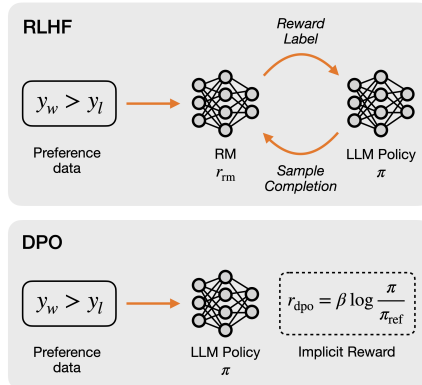 RLHF
Reward
Label
y_w > y_l
Preference
data
RM
r_rm
Sample
Completion
LLM Policy
π
DPO
y_w > y_l
Preference
data
LLM Policy
π
r_dpo = β log π / π_ref
Implicit Reward